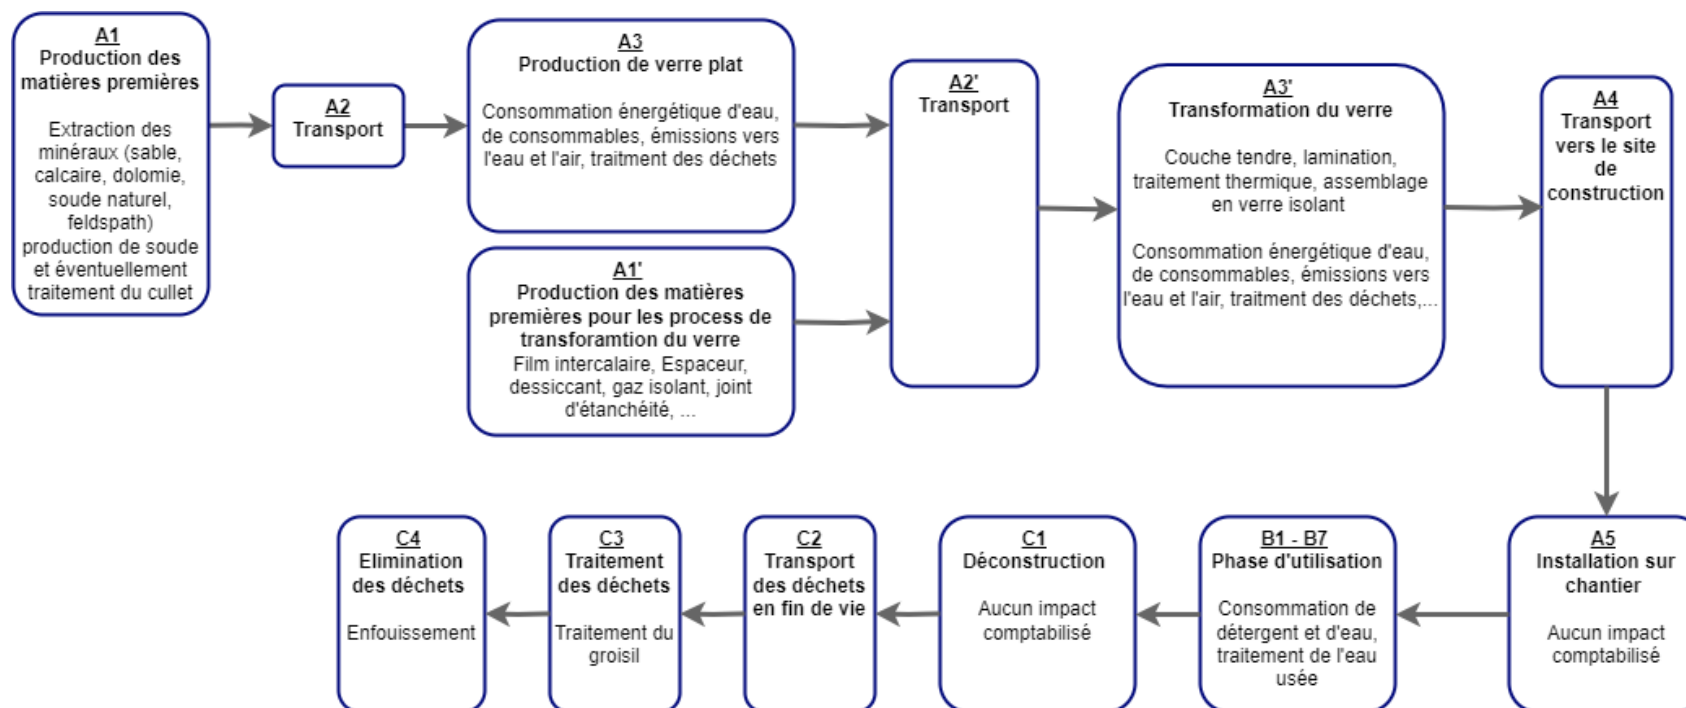 A1
Production des
matières premières
Extraction des
minéraux (sable,
calcaire, dolomie,
soude naturel,
feldspath)
production de soude
et éventuellement
traitement du cullet
A2
Transport
A3
Production de verre plat
Consommation énergétique d'eau,
de consommables, émissions vers
l'eau et l'air, traitment des déchets
A1'
Production des matières
premières pour les process de
transforamtion du verre
Film intercalaire, Espaceur,
dessiccant, gaz isolant, joint
d'étanchéité, ...
A2'
Transport
A3'
Transformation du verre
Couche tendre, lamination,
traitement thermique, assemblage
en verre isolant
Consommation énergétique d'eau,
de consommables, émissions vers
l'eau et l'air, traitment des déchets,...
A4
Transport
vers le site
de
construction
A5
Installation sur
chantier
Aucun impact
comptabilisé
B1 - B7
Phase d'utilisation
Consommation de
détergent et d'eau,
traitement de l'eau
usée
C1
Déconstruction
Aucun impact
comptabilisé
C2
Transport
des déchets
en fin de vie
C3
Traitement
des déchets
Traitement du
groisil
C4
Elimination
des déchets
Enfouissement